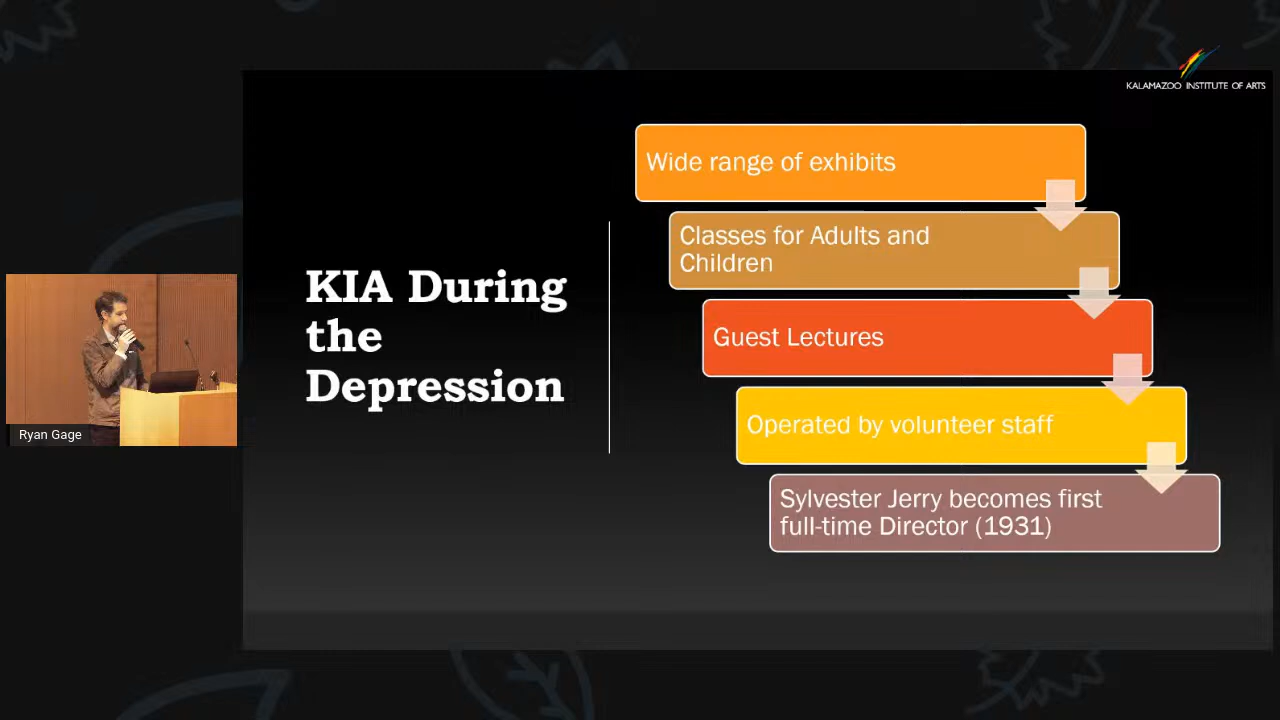 KALAMAZOO INSTITUTE OF ARTS
KIA During
the
Depression
Wide range of exhibits
Classes for Adults and
Children
Guest Lectures
Operated by volunteer staff
Sylvester Jerry becomes first
full-time Director (1931)
Ryan Gage